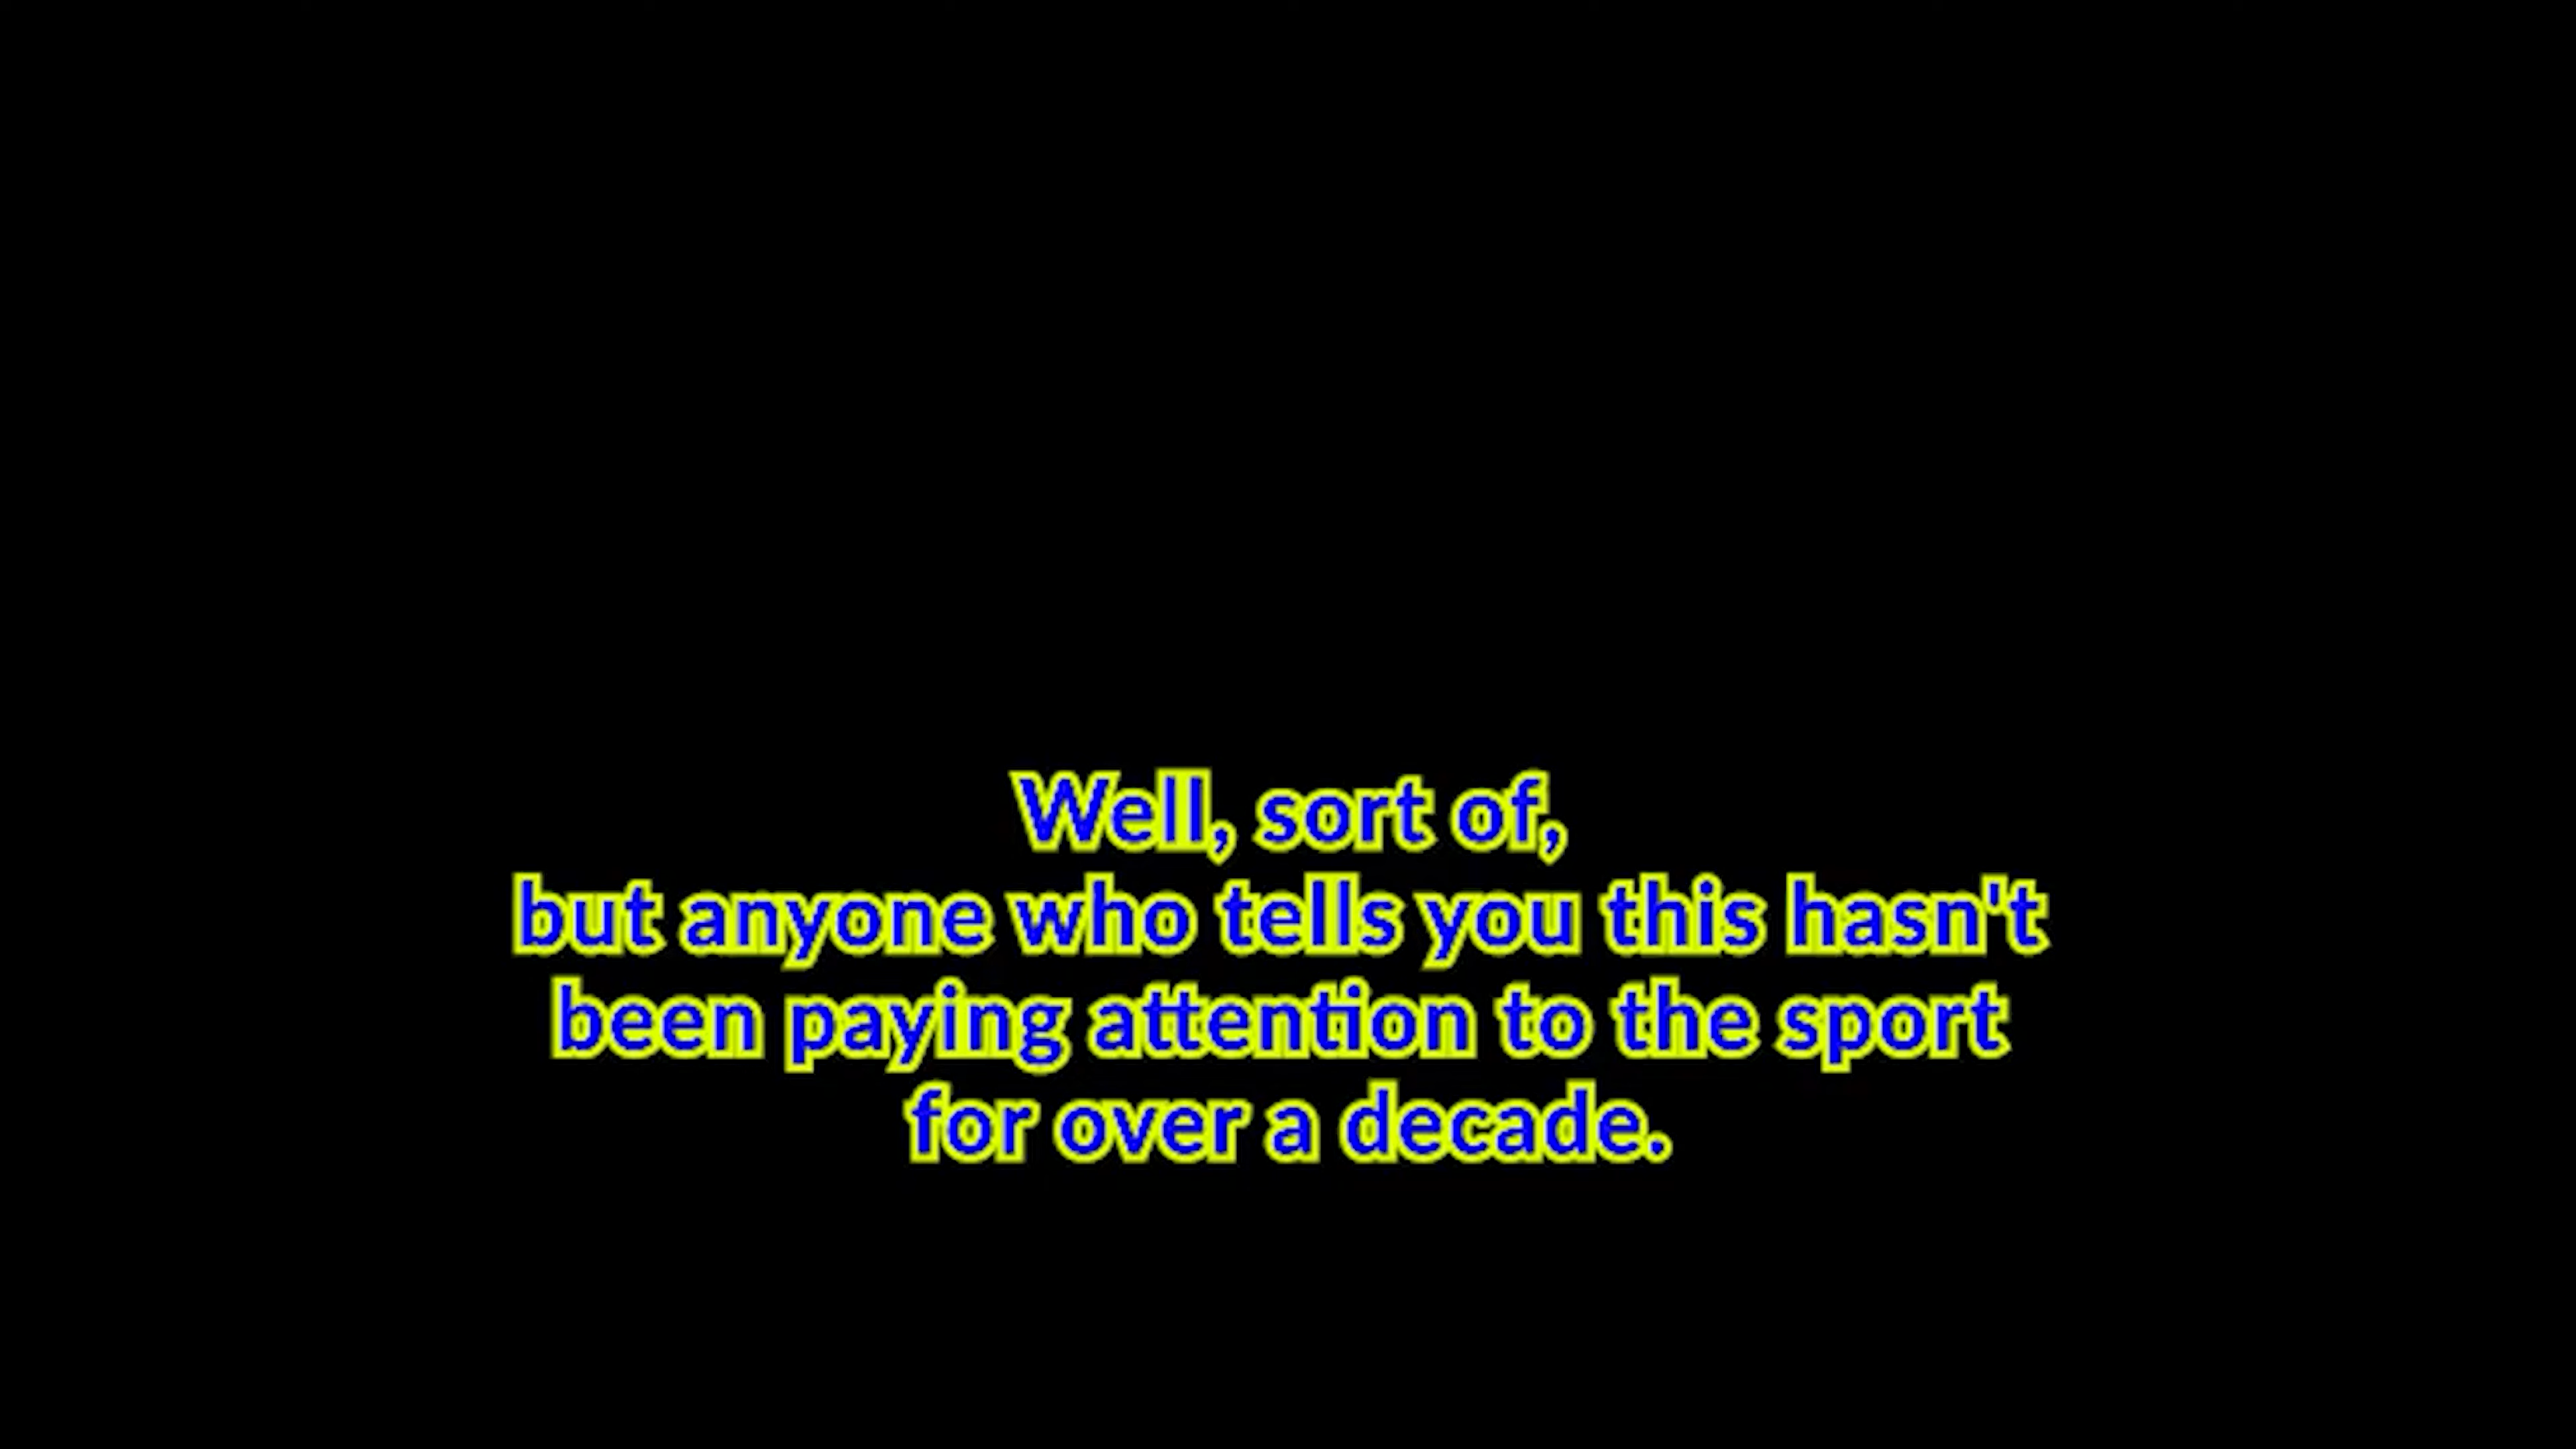 Well, sort of,
but anyone who tells you this hasn't
been paying attention to the sport
for over a decade.